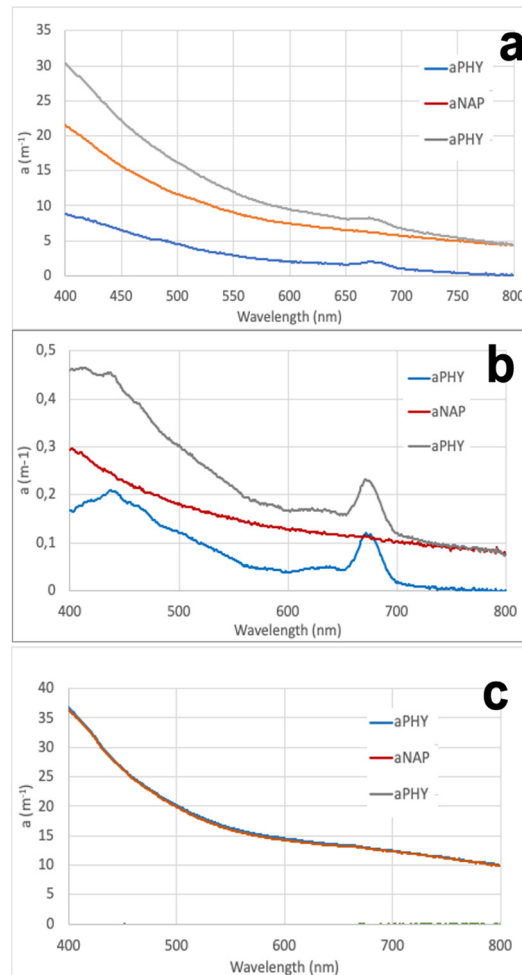 a
35
30
25
20
15
10
5
0
a (m⁻¹)
aPHY
aNAP
aPHY
400 450 500 550 600 650 700 750 800
Wavelength (nm)
b
0,5
0,4
0,3
0,2
0,1
0
a (m-1)
aPHY
aNAP
aPHY
400 500 600 700 800
Wavelength (nm)
c
40
35
30
25
20
15
10
5
0
a (m⁻¹)
aPHY
aNAP
aPHY
400 500 600 700 800
Wavelength (nm)